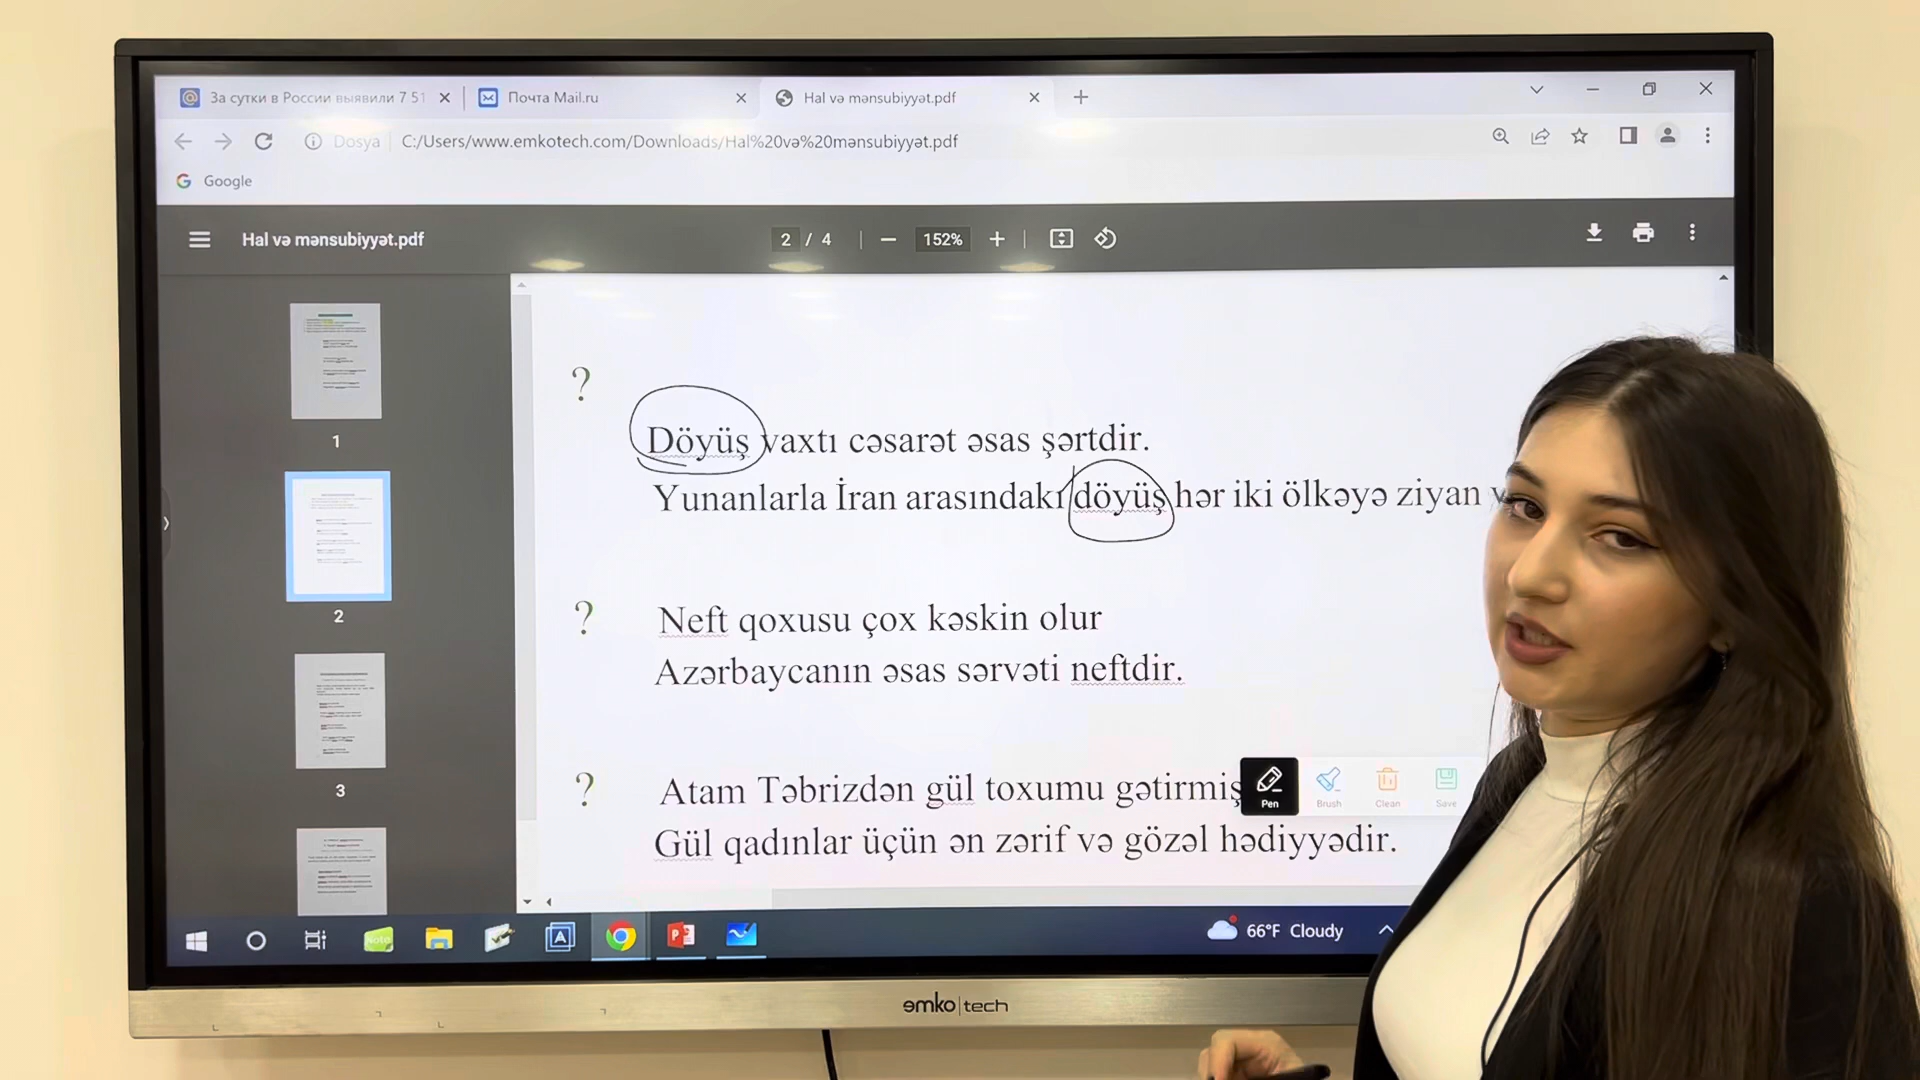 За сутки в России выявили 7 51
Почта Mail.ru
Hal və mənsubiyyət.pdf
Dosya
C:/Users/www.emkotech.com/Downloads/Hal%20və%20mənsubiyyət.pdf
Google
Hal və mənsubiyyət.pdf
2 / 4
152%
1
2
3
?
Döyüş vaxtı cəsarət əsas şərtdir.
Yunanlarla İran arasındakı döyüş hər iki ölkəyə ziyan
? Neft qoxusu çox kəskin olur
Azərbaycanın əsas sərvəti neftdir.
? Atam Təbrizdən gül toxumu gətirmiş
Gül qadınlar üçün ən zərif və gözəl hədiyyədir.
Pen
Brush
Clean
Save
Note
66°F Cloudy
emko|tech